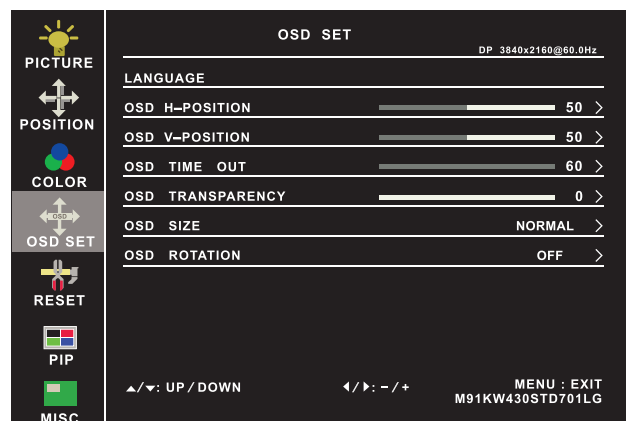 OSD SET
DP 3840x2160@60.0Hz
PICTURE
POSITION
COLOR
OSD
OSD SET
RESET
PIP
MISC
LANGUAGE
OSD H–POSITION 50
OSD V–POSITION 50
OSD TIME OUT 60
OSD TRANSPARENCY 0
OSD SIZE NORMAL
OSD ROTATION OFF
▲/▼: UP/DOWN ◀/▶: –/+ MENU : EXIT
M91KW430STD701LG